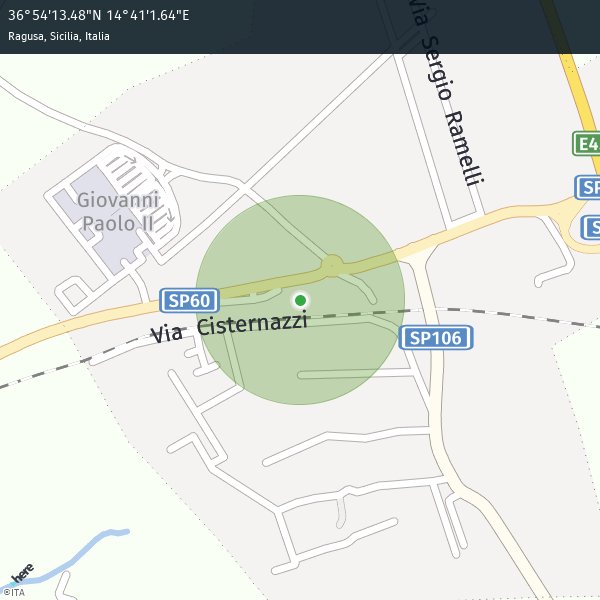 36°54'13.48"N 14°41'1.64"E
Ragusa, Sicilia, Italia
Via Sergio Ramelli
E4
SP
S
Giovanni
Paolo II
SP60
Via Cisternazzi
SP106
here
©ITA